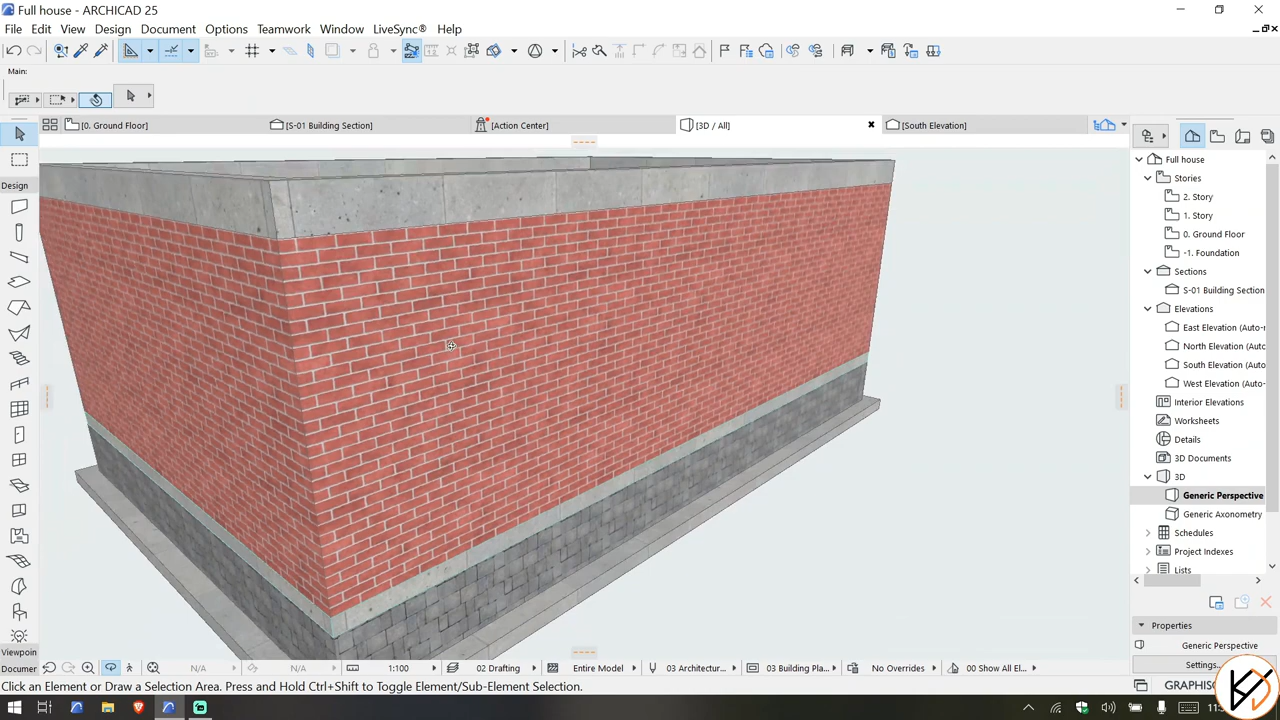 Full house - ARCHICAD 25
File Edit View Design Document Options Teamwork Window LiveSync® Help
Main:
[0. Ground Floor] [S-01 Building Section] [Action Center] [3D / All] [South Elevation]
Design
Full house
Stories
2. Story
1. Story
0. Ground Floor
-1. Foundation
Sections
S-01 Building Section
Elevations
East Elevation (Auto-
North Elevation (Auto-
South Elevation (Auto-
West Elevation (Auto-
Interior Elevations
Worksheets
Details
3D Documents
3D
Generic Perspective
Generic Axonometry
Schedules
Project Indexes
Lists
Properties
Generic Perspective
Settings...
Viewpoin
Documer
N/A N/A 1:100 02 Drafting Entire Model 03 Architectur... 03 Building Pla... No Overrides 00 Show All El...
Click an Element or Draw a Selection Area. Press and Hold Ctrl+Shift to Toggle Element/Sub-Element Selection.
GRAPHIS